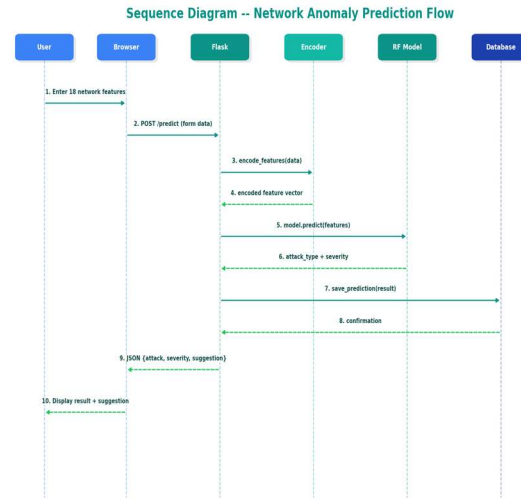 Sequence Diagram -- Network Anomaly Prediction Flow
User
Browser
Flask
Encoder
RF Model
Database
1. Enter 18 network features
2. POST /predict (form data)
3. encode_features(data)
4. encoded feature vector
5. model.predict(features)
6. attack_type + severity
7. save_prediction(result)
8. confirmation
9. JSON {attack, severity, suggestion}
10. Display result + suggestion